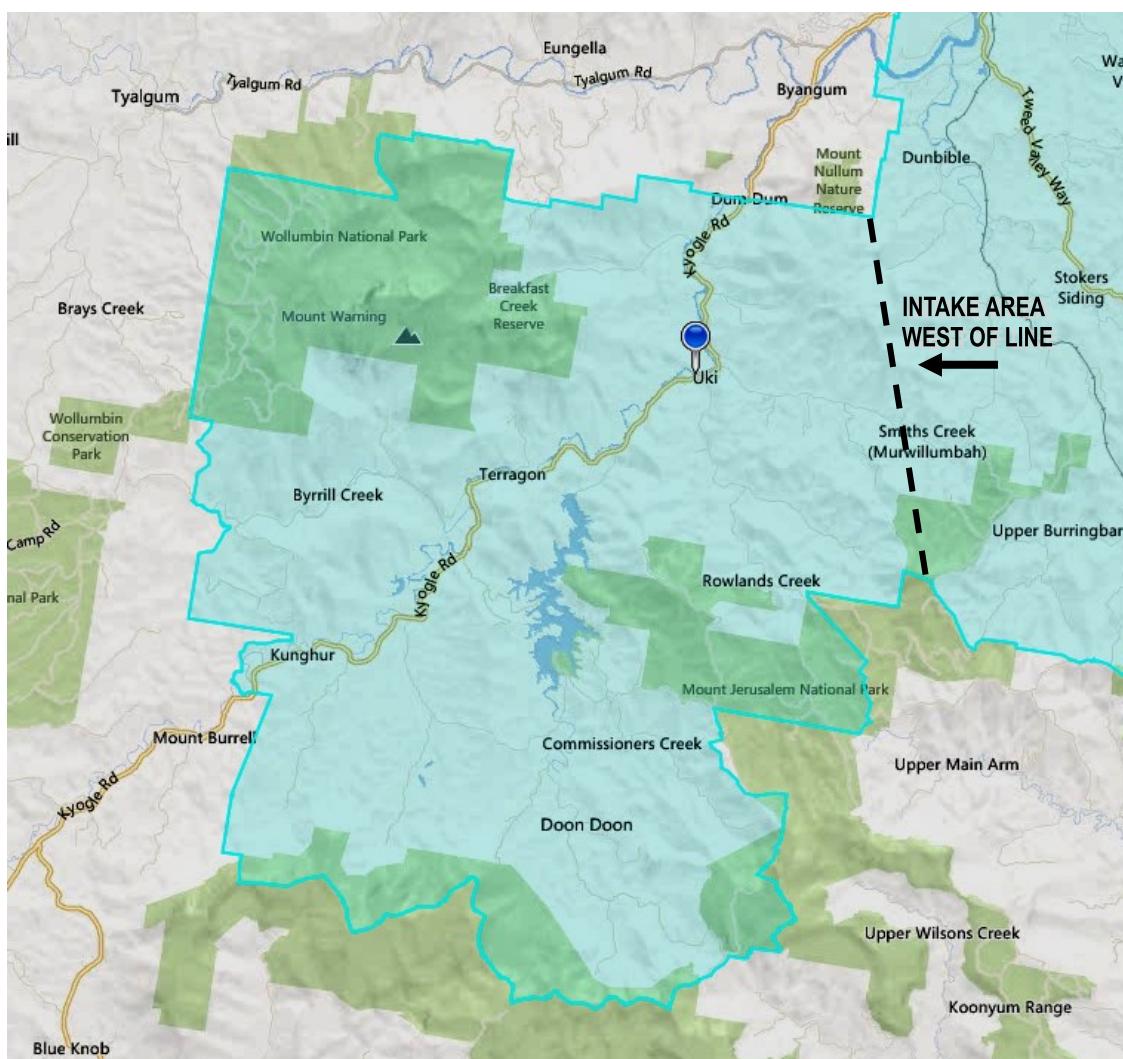 Eungella
Tyalgum Rd
Tyalgum Rd
Tyalgum
Byangum
ill
Tweed Valley Way
Dunbible
Mount
Nullum
Nature
Reserve
Dum Dum
Kyogle Rd
Wollumbin National Park
Stokers
Siding
Breakfast
Creek
Reserve
Brays Creek
Mount Warning
INTAKE AREA
WEST OF LINE
Uki
Wollumbin
Conservation
Park
Smiths Creek
(Murwillumbah)
Terragon
Byrrill Creek
Camp Rd
Upper Burringbar
Kyogle Rd
Rowlands Creek
nal Park
Kunghur
Mount Jerusalem National Park
Mount Burrell
Commissioners Creek
Upper Main Arm
Kyogle Rd
Doon Doon
Upper Wilsons Creek
Koonyum Range
Blue Knob